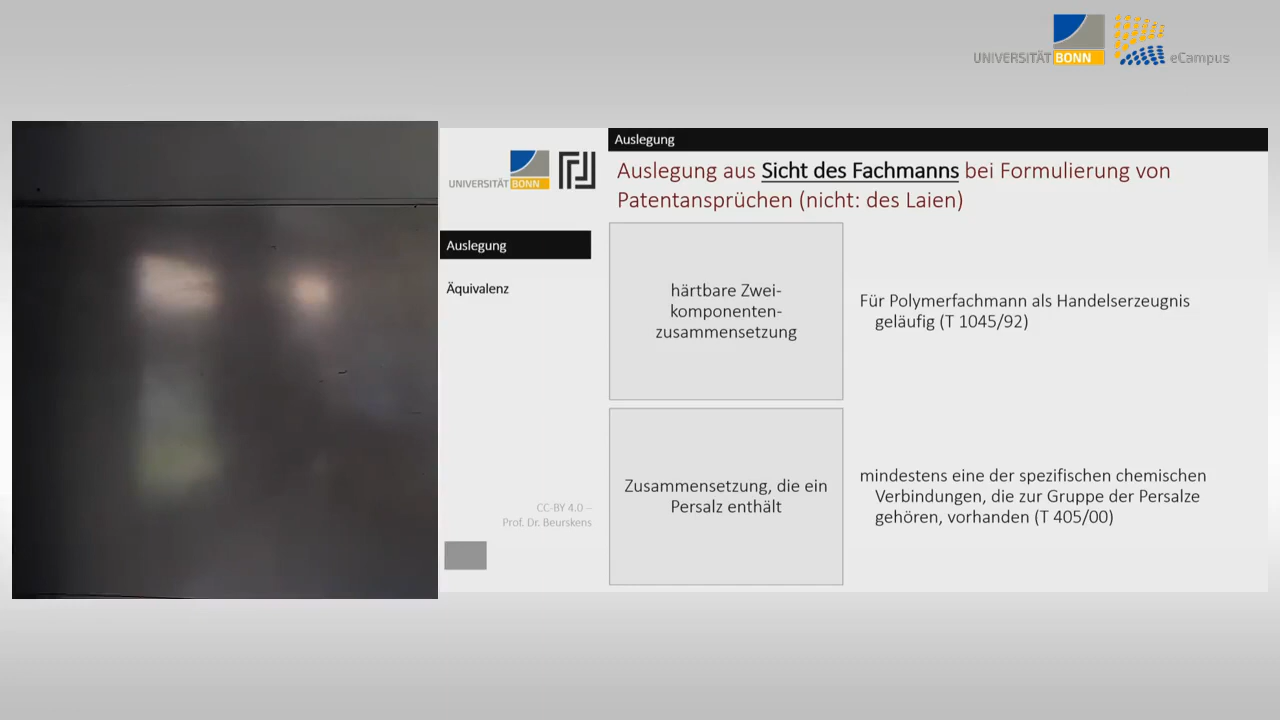 UNIVERSITÄT BONN
eCampus
UNIVERSITÄT BONN
Auslegung
Äquivalenz
CC-BY 4.0 –
Prof. Dr. Beurskens
Auslegung
Auslegung aus Sicht des Fachmanns bei Formulierung von
Patentansprüchen (nicht: des Laien)
härtbare Zwei-
komponenten-
zusammensetzung
Für Polymerfachmann als Handelserzeugnis
geläufig (T 1045/92)
Zusammensetzung, die ein
Persalz enthält
mindestens eine der spezifischen chemischen
Verbindungen, die zur Gruppe der Persalze
gehören, vorhanden (T 405/00)